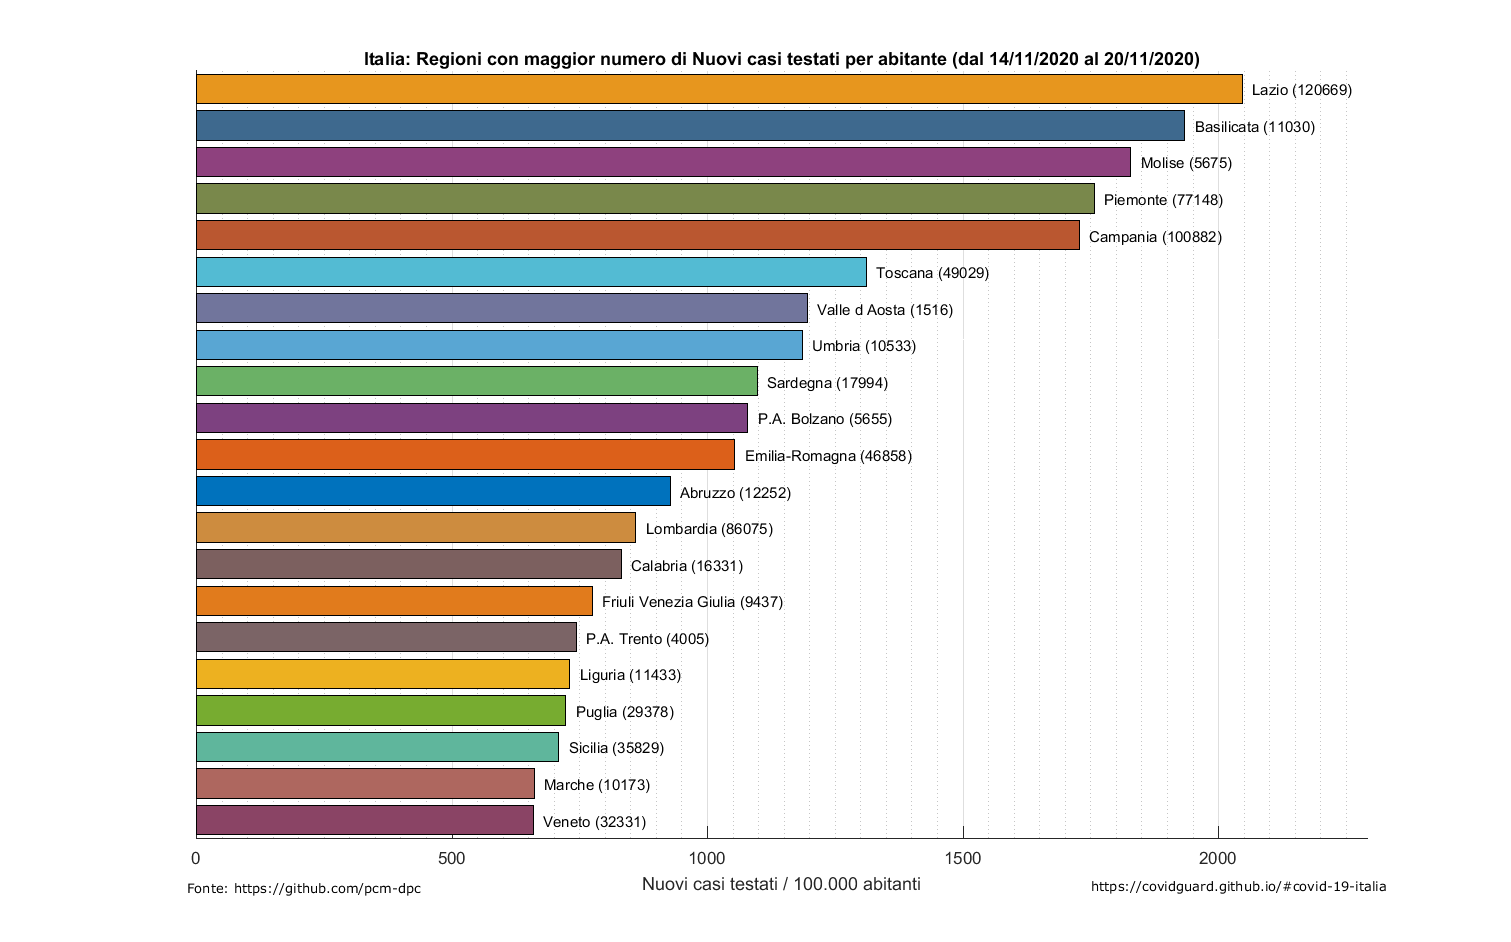 Italia: Regioni con maggior numero di Nuovi casi testati per abitante (dal 14/11/2020 al 20/11/2020)
Lazio (120669)
Basilicata (11030)
Molise (5675)
Piemonte (77148)
Campania (100882)
Toscana (49029)
Valle d Aosta (1516)
Umbria (10533)
Sardegna (17994)
P.A. Bolzano (5655)
Emilia-Romagna (46858)
Abruzzo (12252)
Lombardia (86075)
Calabria (16331)
Friuli Venezia Giulia (9437)
P.A. Trento (4005)
Liguria (11433)
Puglia (29378)
Sicilia (35829)
Marche (10173)
Veneto (32331)
0 500 1000 1500 2000
Nuovi casi testati / 100.000 abitanti
Fonte: https://github.com/pcm-dpc
https://covidguard.github.io/#covid-19-italia